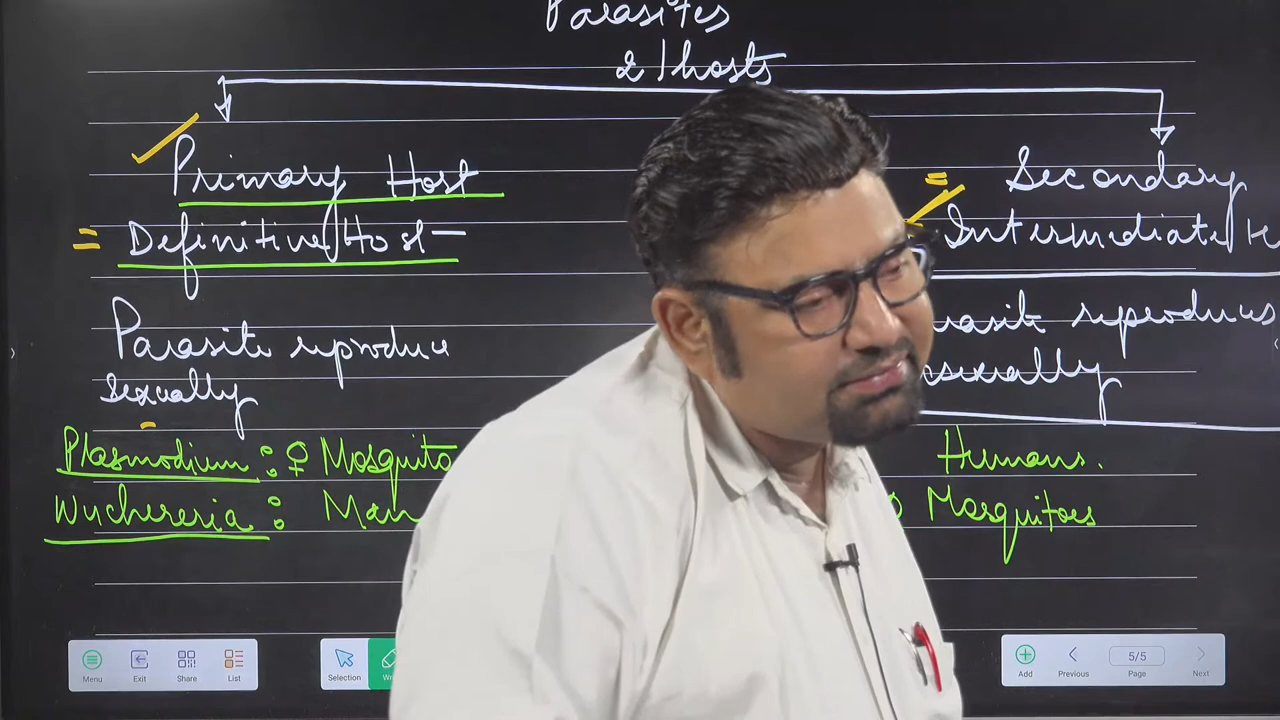 Parasites
& hosts
Primary Host
= Definitive Host
Parasite reproduce
sexually
= Secondary
Intermediate
reproduces
Plasmodium : ♀ Mosquito
Wuchereria : Man
Humans.
Mosquitoes
Menu
Exit
Share
List
Selection
Add
Previous
5/5
Page
Next